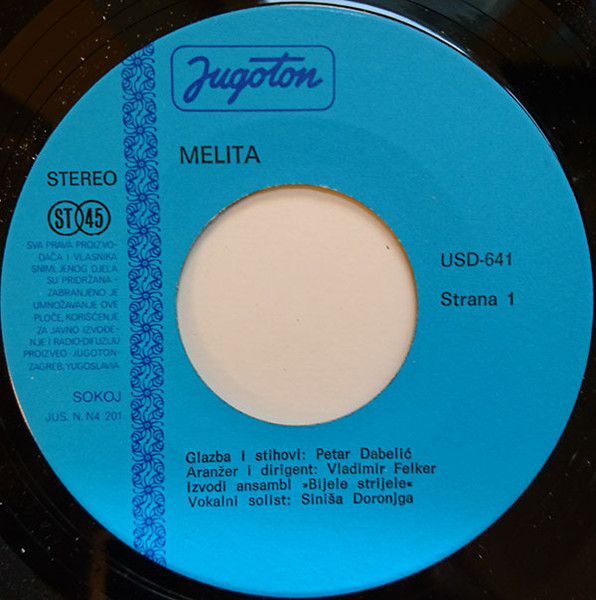 Jugoton
MELITA
STEREO
ST 45
SVA PRAVA PROIZVO-
ĐAČA I VLASNIKA
SNIMLJENOG DJELA
SU PRIDRŽANA –
ZABRANJENO JE
UMNOŽAVANJE OVE
PLOČE, KORIŠĆENJE
ZA JAVNO IZVOĐE-
NJE I RADIO-DIFUZIJU
PROIZVEO-JUGOTON-
ZAGREB, YUGOSLAVIA
SOKOJ
JUS. N. N4 201
USD-641
Strana 1
Glazba i stihovi: Petar Dabelić
Aranžer i dirigent: Vladimir Felker
Izvodi ansambl »Bijele strijele«
Vokalni solist: Siniša Doronjga